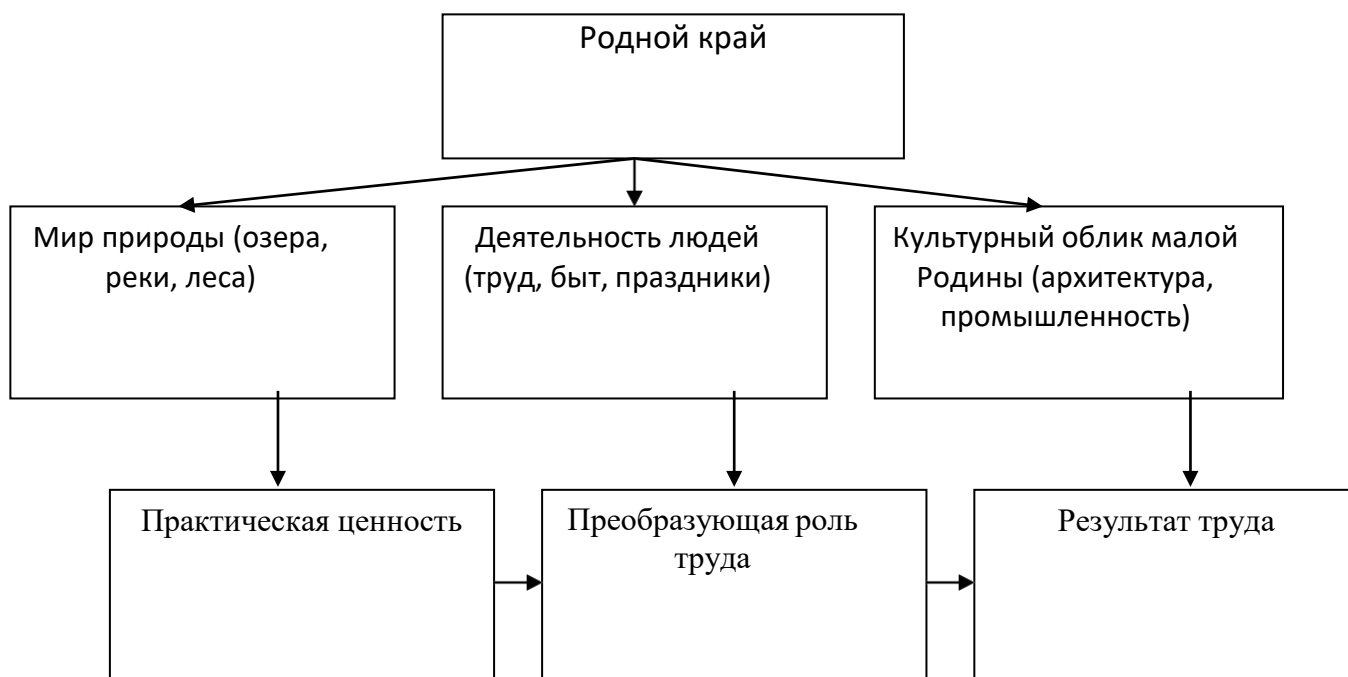 Родной край
Мир природы (озера,
реки, леса)
Деятельность людей
(труд, быт, праздники)
Культурный облик малой
Родины (архитектура,
промышленность)
Практическая ценность
Преобразующая роль
труда
Результат труда